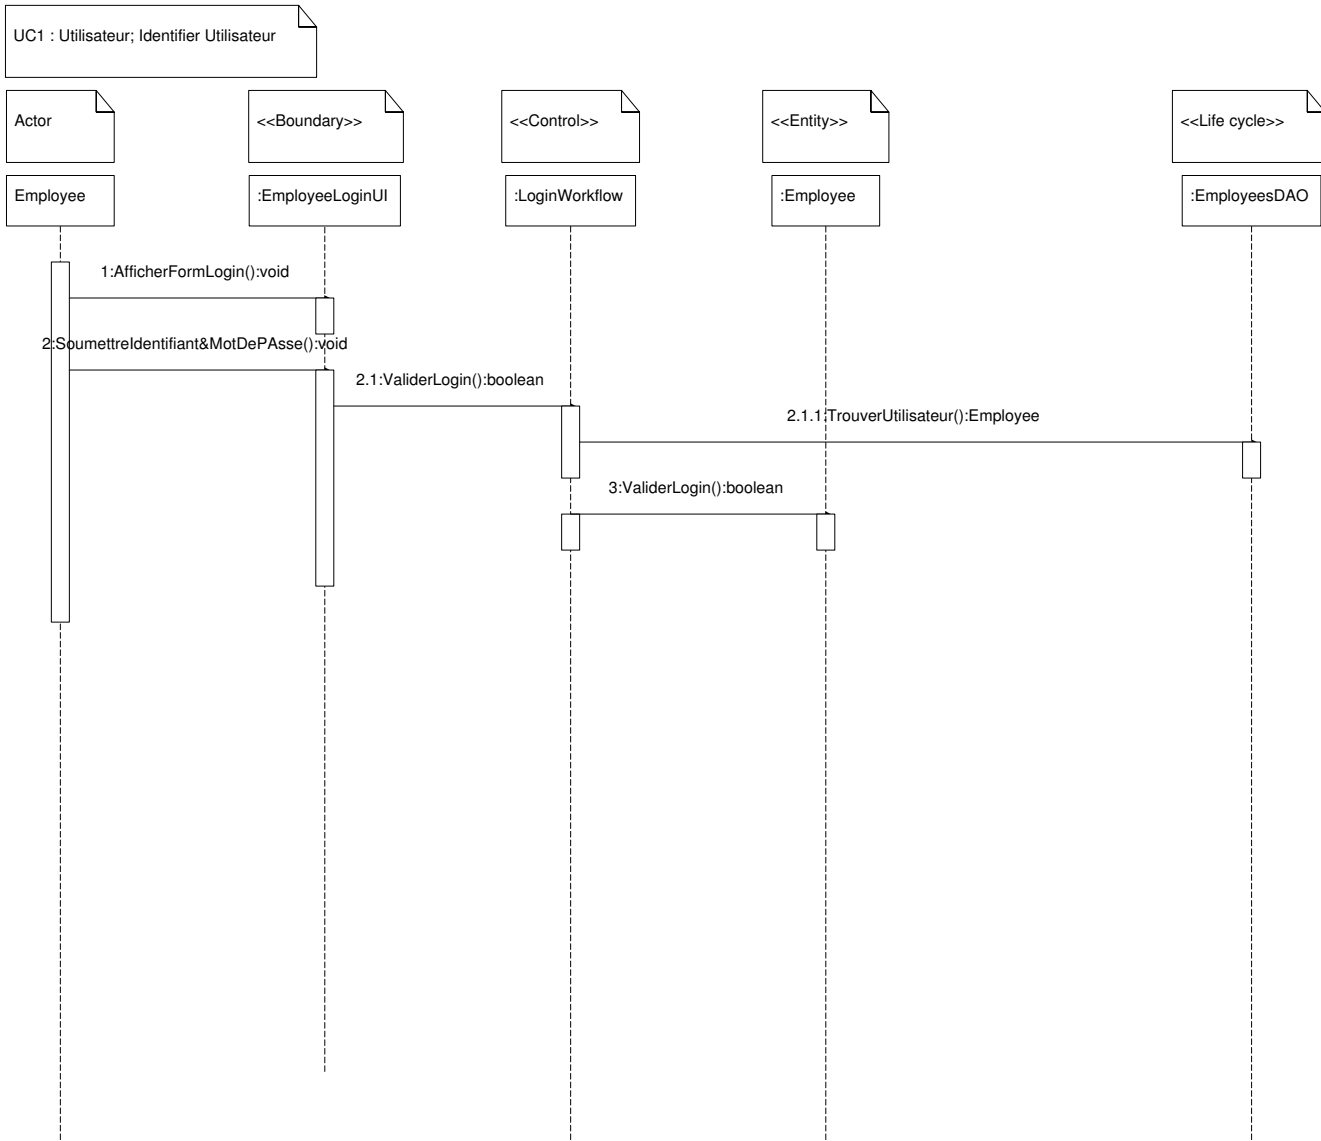 UC1 : Utilisateur; Identifier Utilisateur
Actor
<<Boundary>>
<<Control>>
<<Entity>>
<<Life cycle>>
Employee
:EmployeeLoginUI
:LoginWorkflow
:Employee
:EmployeesDAO
1:AfficherFormLogin():void
2:SoumettreIdentifiant&MotDePAsse():void
2.1:ValiderLogin():boolean
2.1.1:TrouverUtilisateur():Employee
3:ValiderLogin():boolean